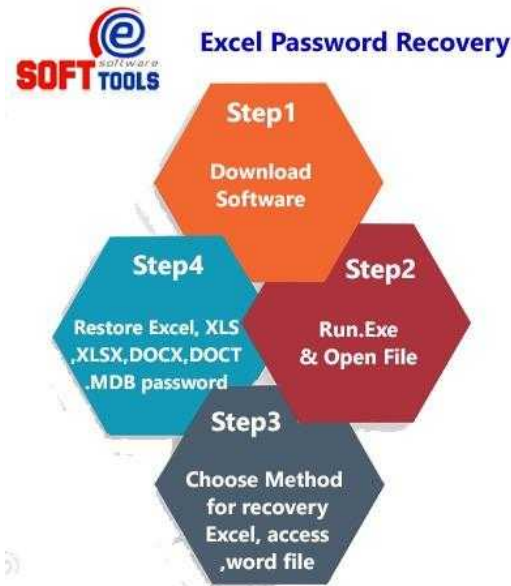 e
software
SOFT TOOLS
Excel Password Recovery
Step1
Download
Software
Step2
Run.Exe
& Open File
Step3
Choose Method
for recovery
Excel, access
,word file
Step4
Restore Excel, XLS
,XLSX,DOCX,DOCT
.MDB password